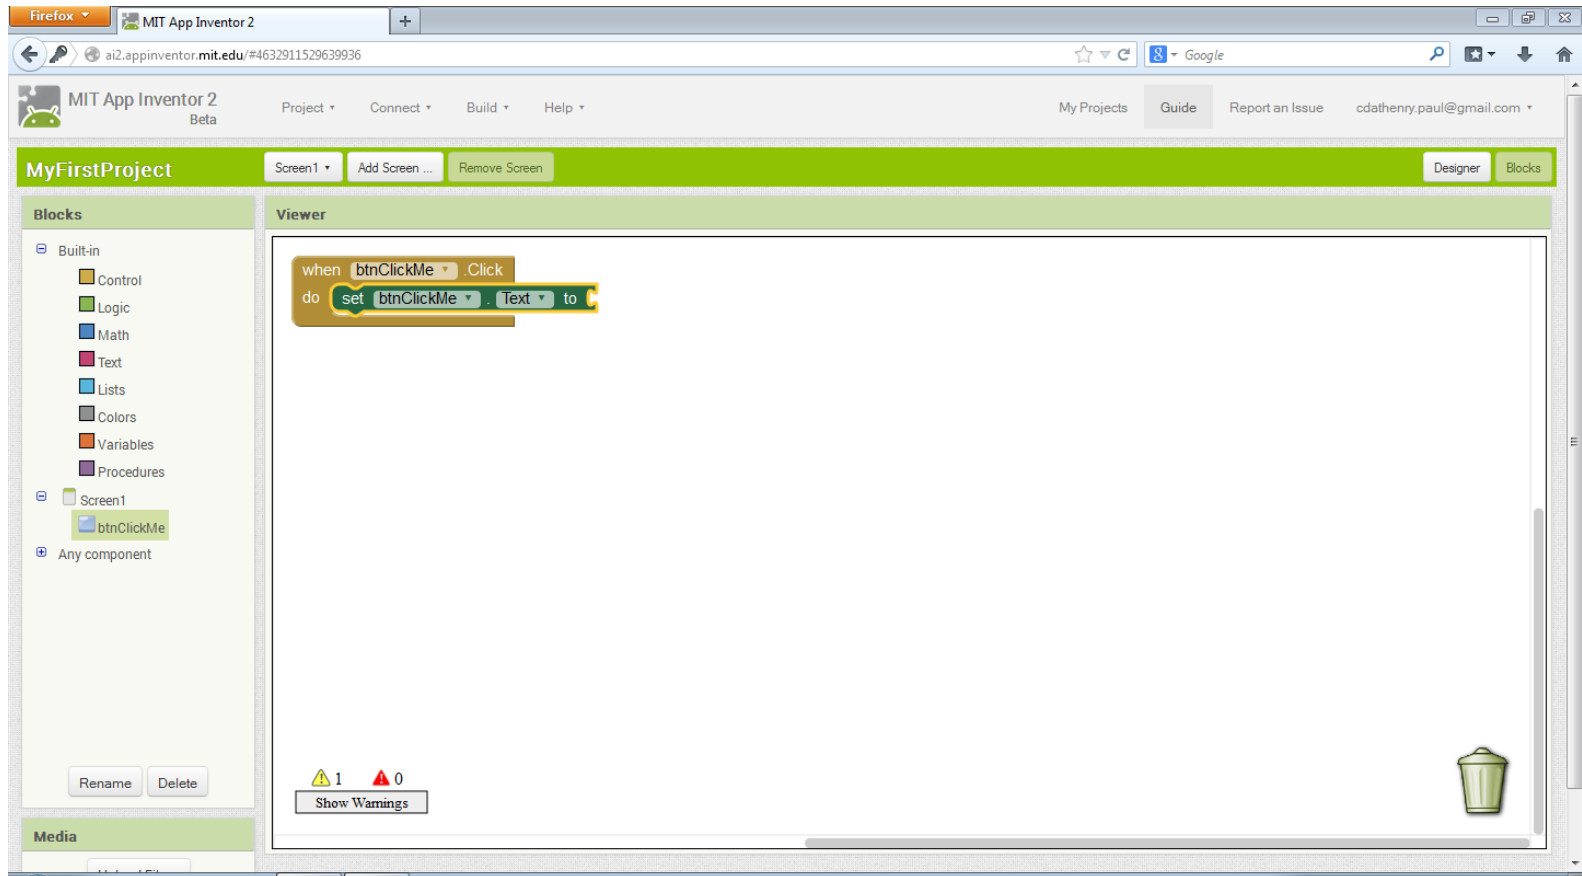 Firefox
MIT App Inventor 2
ai2.appinventor.mit.edu/#4632911529639936
Google
MIT App Inventor 2
Beta
Project
Connect
Build
Help
My Projects
Guide
Report an Issue
cdathenry.paul@gmail.com
MyFirstProject
Screen1
Add Screen ...
Remove Screen
Designer
Blocks
Blocks
Viewer
Built-in
Control
Logic
Math
Text
Lists
Colors
Variables
Procedures
Screen1
btnClickMe
Any component
Rename
Delete
Media
when btnClickMe .Click
do set btnClickMe . Text to
1
0
Show Warnings